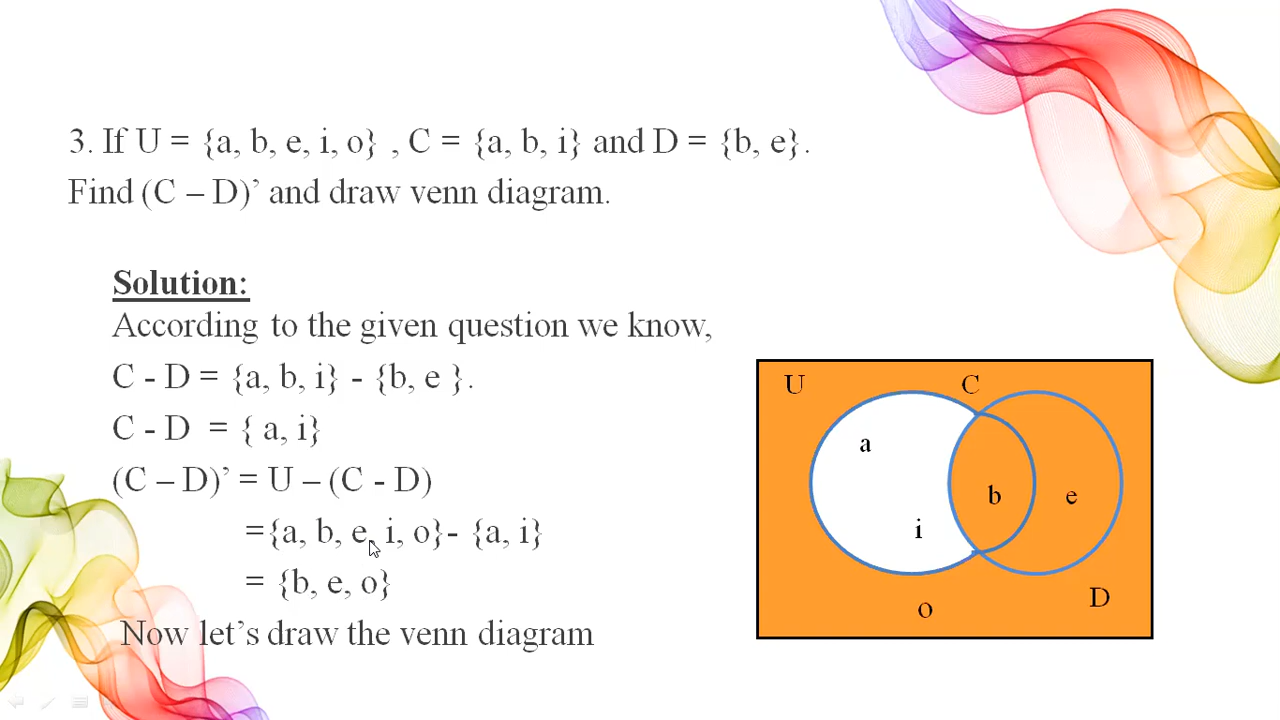 3. If U = {a, b, e, i, o} , C = {a, b, i} and D = {b, e}.
Find (C – D)’ and draw venn diagram.
Solution:
According to the given question we know,
C - D = {a, b, i} - {b, e }.
C - D = { a, i}
(C – D)’ = U – (C - D)
={a, b, e, i, o}- {a, i}
= {b, e, o}
Now let’s draw the venn diagram
U
C
a
b
e
i
o
D